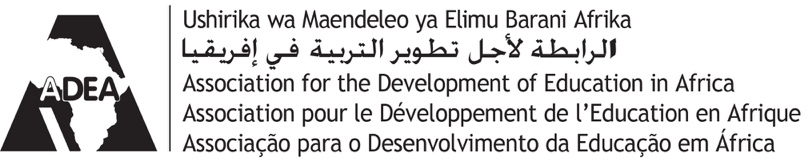 ADEA
Ushirika wa Maendeleo ya Elimu Barani Afrika
الرابطة لأجل تطوير التربية في إفريقيا
Association for the Development of Education in Africa
Association pour le Développement de l'Education en Afrique
Associação para o Desenvolvimento da Educação em África